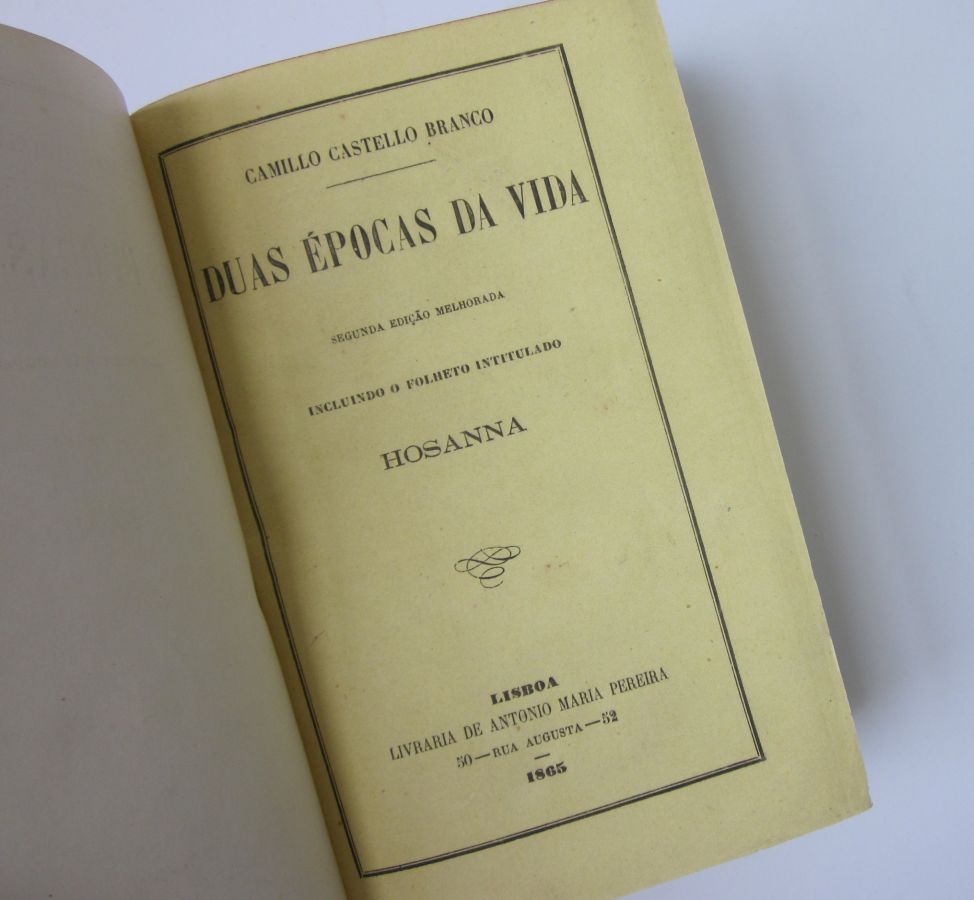 CAMILLO CASTELLO BRANCO
DUAS ÉPOCAS DA VIDA
SEGUNDA EDIÇÃO MELHORADA
INCLUINDO O FOLHETO INTITULADO
HOSANNA
LISBOA
LIVRARIA DE ANTONIO MARIA PEREIRA
50—RUA AUGUSTA—52
1865